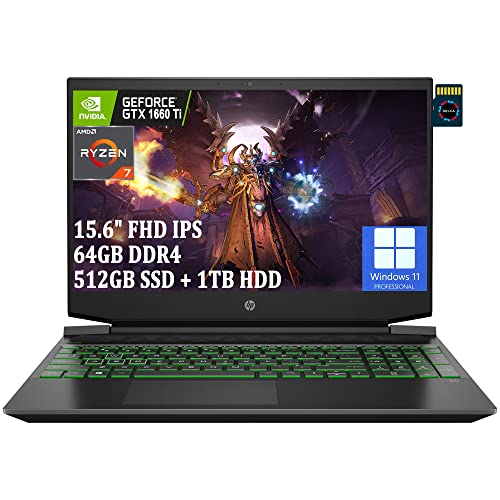 NVIDIA.
GEFORCE
GTX 1660 Ti
AMD
RYZEN
7
15.6" FHD IPS
64GB DDR4
512GB SSD + 1TB HDD
Windows 11
PROFESSIONAL
hp